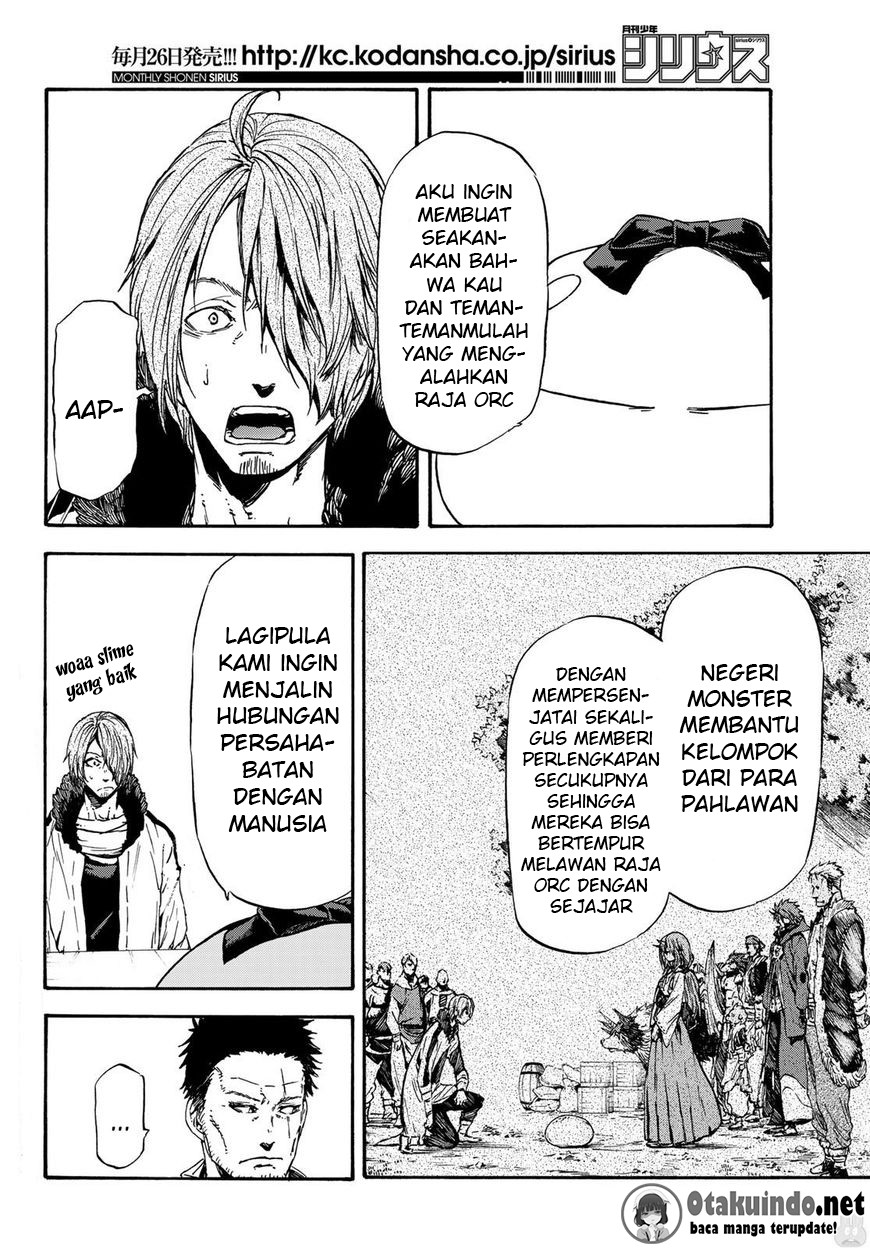 毎月26日発売!!! http://kc.kodansha.co.jp/sirius
MONTHLY SHONEN SIRIUS
月刊少年
シリウス
AKU INGIN
MEMBUAT
SEAKAN-
AKAN BAH-
WA KAU
DAN TEMAN-
TEMANMULAH
YANG MENG-
ALAHKAN
RAJA ORC
AAP-
NEGERI
MONSTER
MEMBANTU
KELOMPOK
DARI PARA
PAHLAWAN
DENGAN
MEMPERSEN-
JATAI SEKALI-
GUS MEMBERI
PERLENGKAPAN
SECUKUPNYA
SEHINGGA
MEREKA BISA
BERTEMPUR
MELAWAN RAJA
ORC DENGAN
SEJAJAR
LAGIPULA
KAMI INGIN
MENJALIN
HUBUNGAN
PERSAHA-
BATAN DENGAN
MANUSIA
woaa slime
yang baik
...
Otakuindo.net
baca manga terupdate!